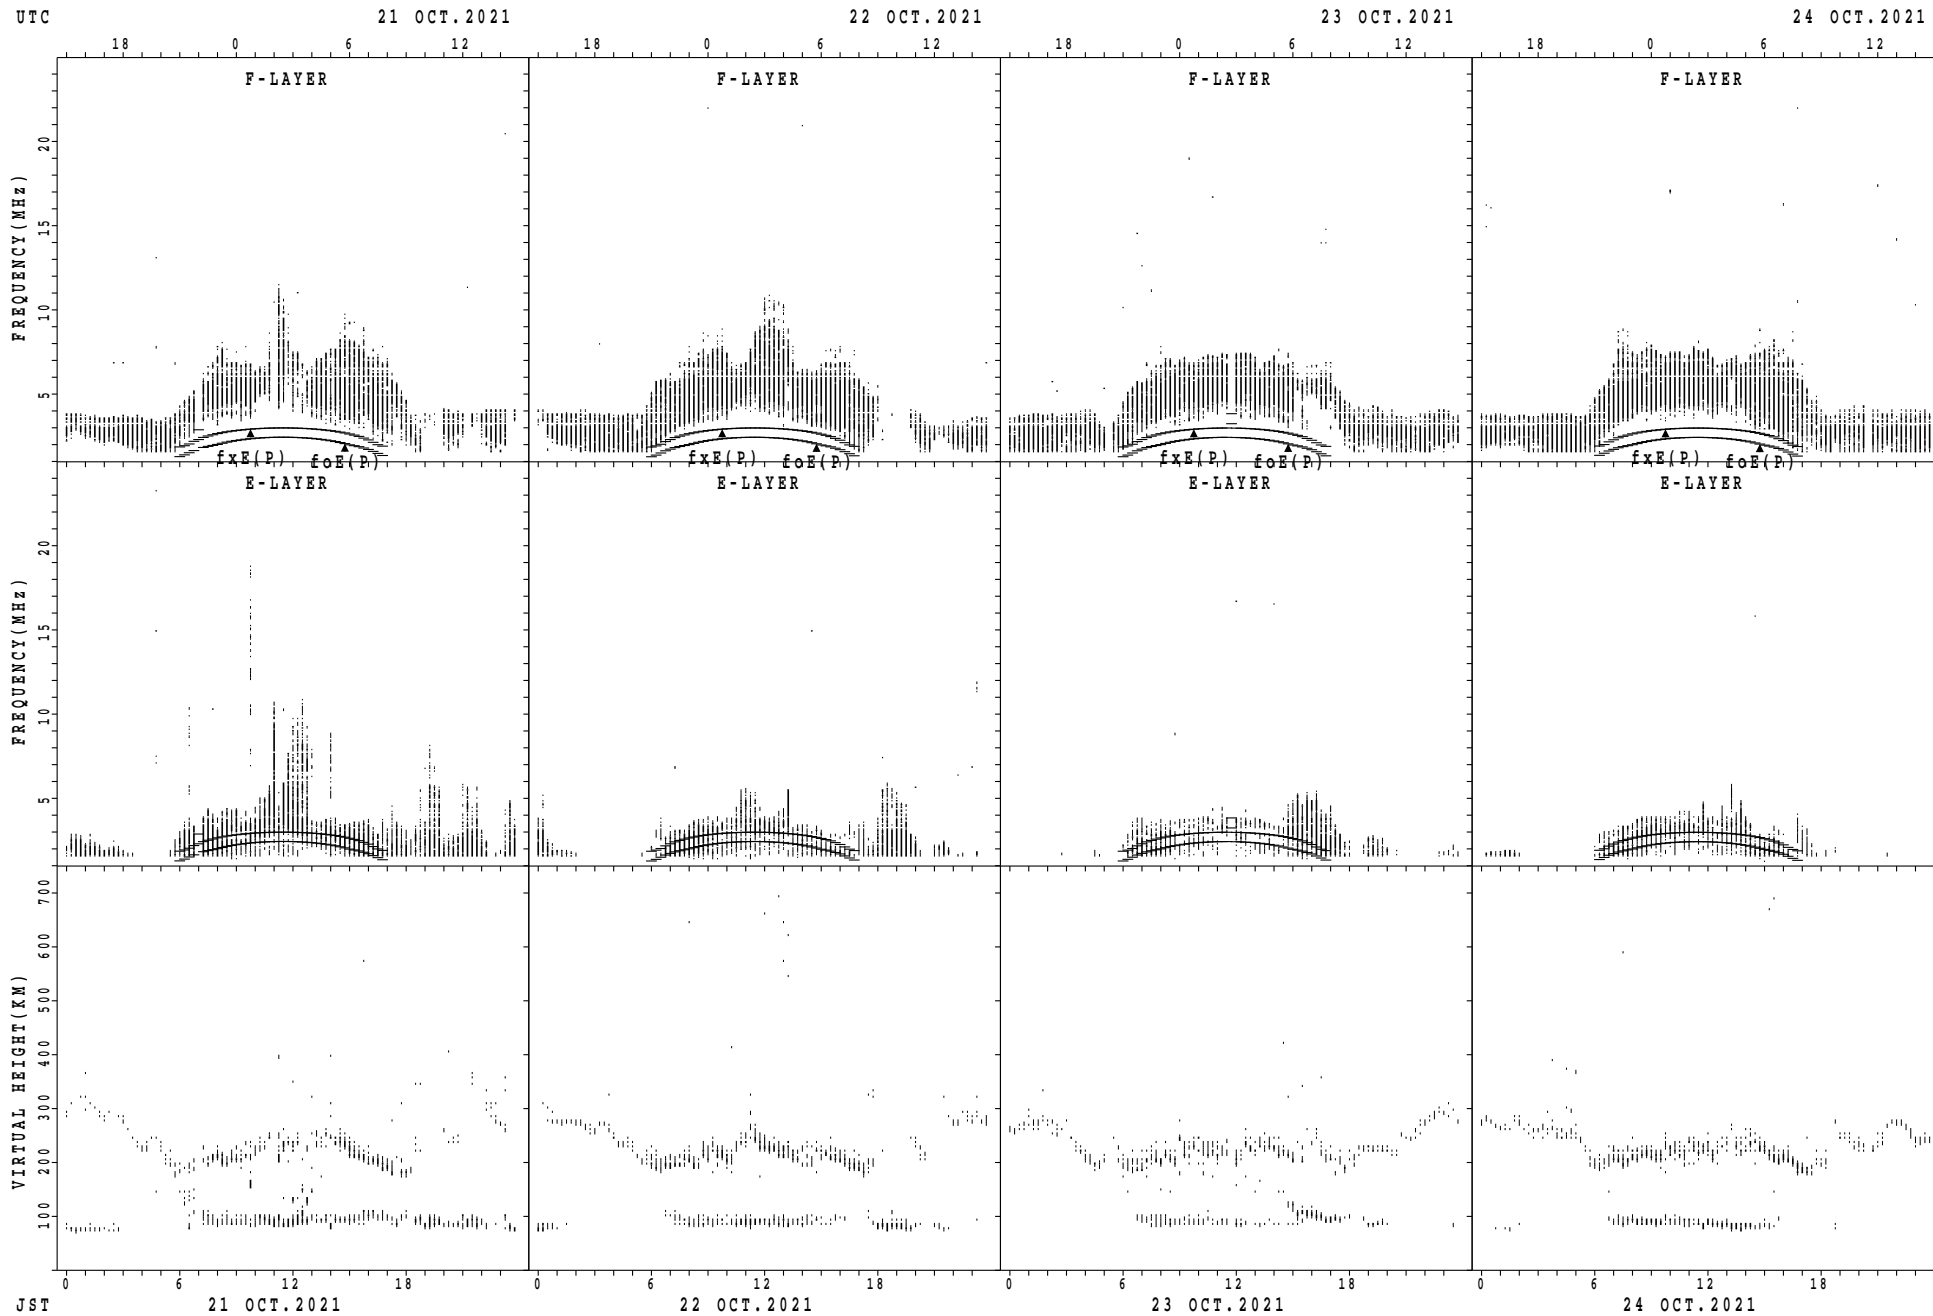 UTC 21 OCT.2021 22 OCT.2021 23 OCT.2021 24 OCT.2021
18 0 6 12 18 0 6 12 18 0 6 12 18 0 6 12
F-LAYER F-LAYER F-LAYER F-LAYER
FREQUENCY(MHz)
20
15
10
5
fxE(P) foE(P) fxE(P) foE(P) fxE(P) foE(P) fxE(P) foE(P)
E-LAYER E-LAYER E-LAYER E-LAYER
FREQUENCY(MHz)
20
15
10
5
VIRTUAL HEIGHT(KM)
700
600
500
400
300
200
100
0 6 12 18 0 6 12 18 0 6 12 18 0 6 12 18
JST 21 OCT.2021 22 OCT.2021 23 OCT.2021 24 OCT.2021